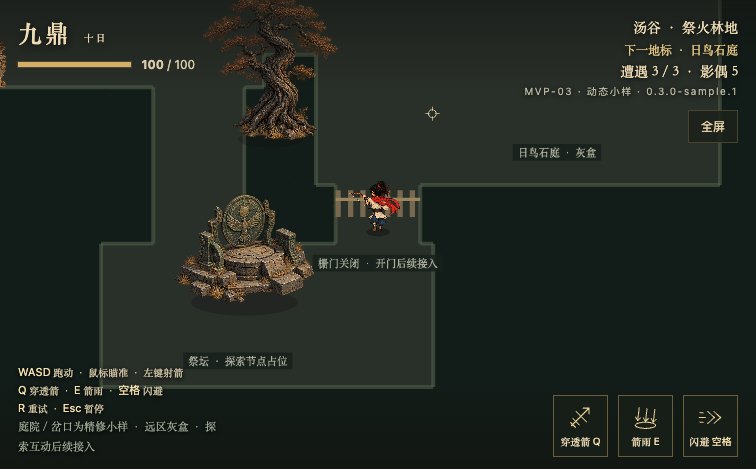 九鼎 十日
100 / 100
汤谷 · 祭火林地
下一地标 · 日鸟石庭
遭遇 3 / 3 · 影偶 5
MVP-03 · 动态小样 · 0.3.0-sample.1
全屏
日鸟石庭 · 灰盒
栅门关闭 · 开门后续接入
祭坛 · 探索节点占位
WASD 跑动 · 鼠标瞄准 · 左键射箭
Q 穿透箭 · E 箭雨 · 空格 闪避
R 重试 · Esc 暂停
庭院 / 岔口为精修小样 · 远区灰盒 · 探
索互动后续接入
穿透箭 Q
箭雨 E
闪避 空格